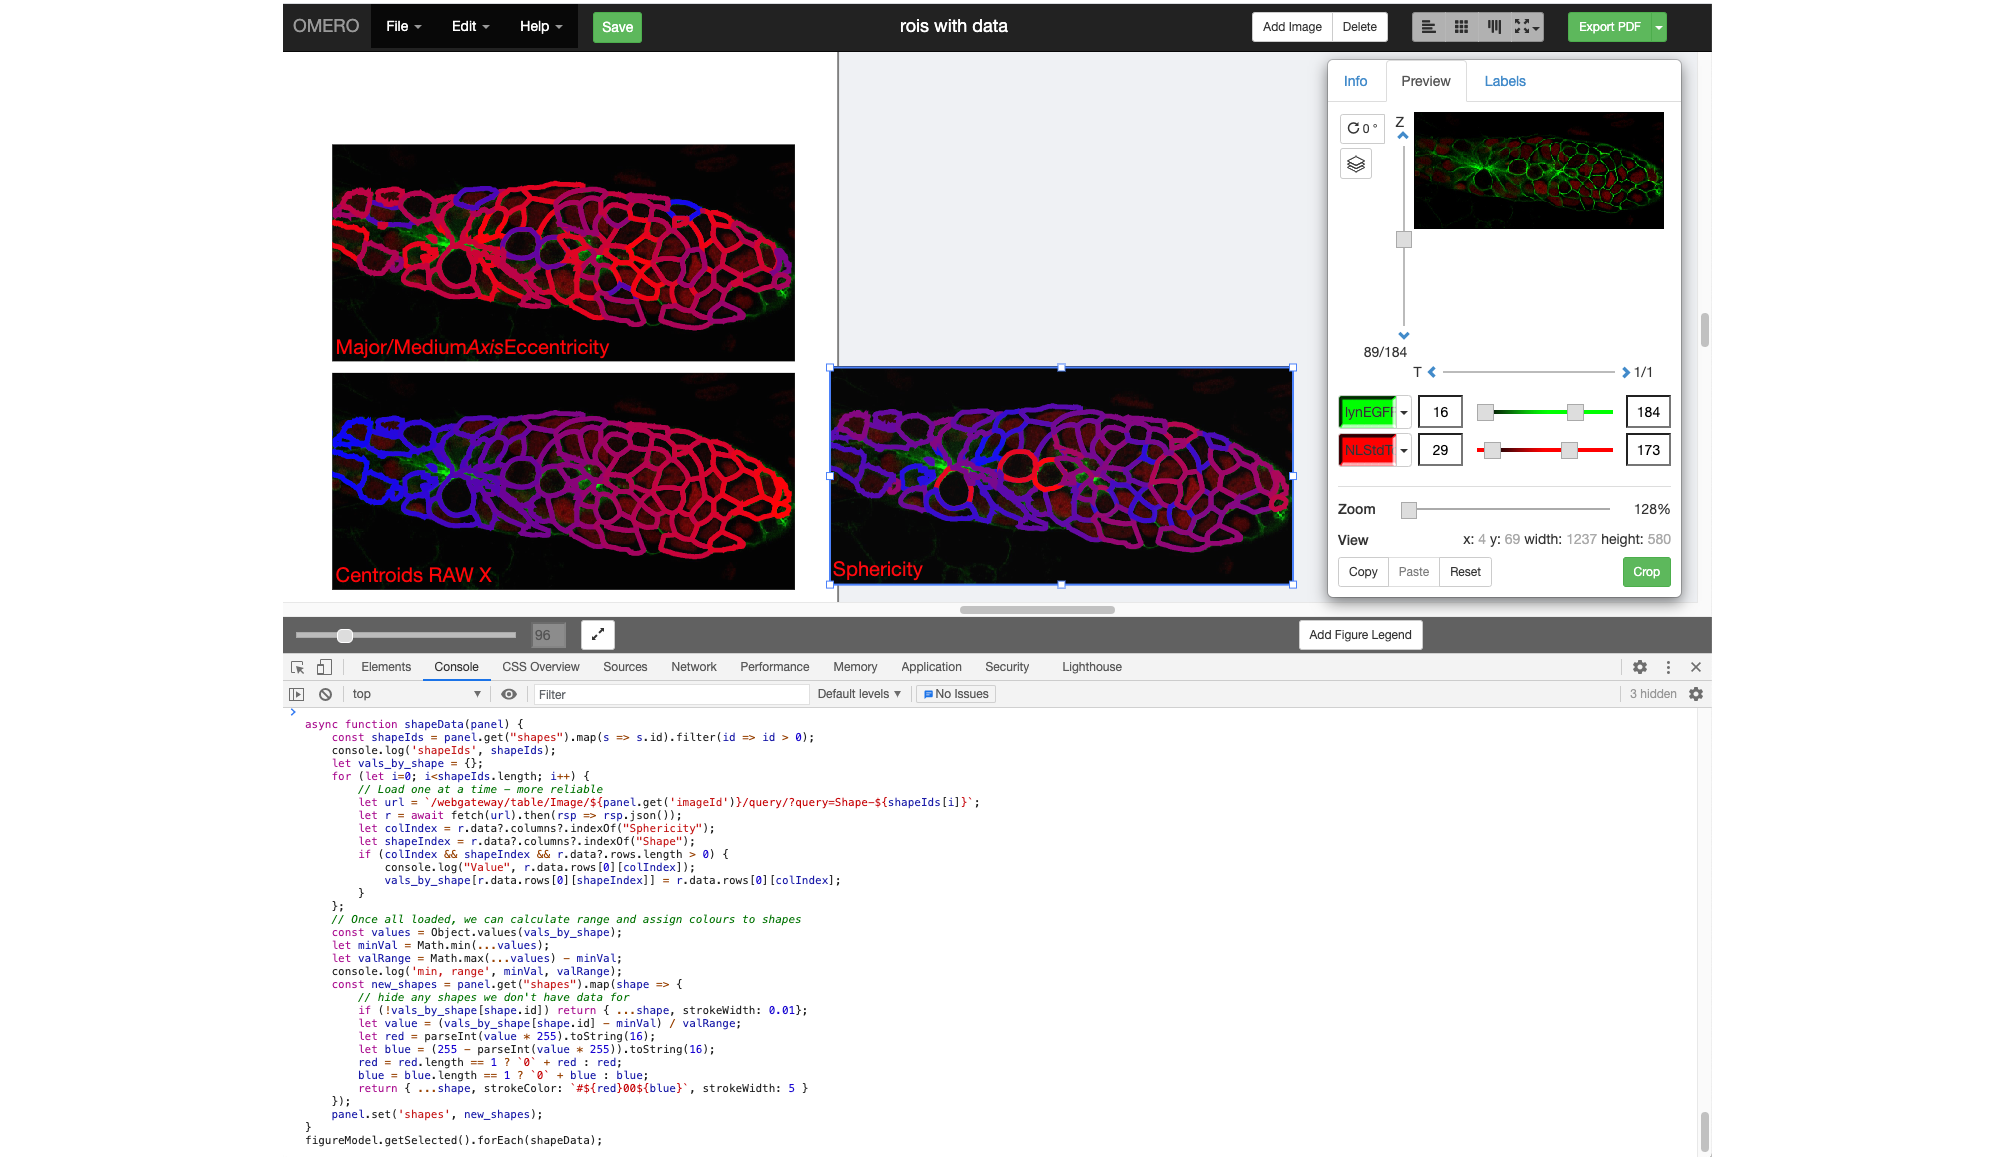 OMERO File Edit Help Save rois with data Add Image Delete Export PDF
Info Preview Labels
0 ° Z
89/184
T 1/1
lynEGFP 16 184
NLStdT 29 173
Zoom 128%
View x: 4 y: 69 width: 1237 height: 580
Copy Paste Reset Crop
Major/MediumAxisEccentricity
Centroids RAW X
Sphericity
96 Add Figure Legend
Elements Console CSS Overview Sources Network Performance Memory Application Security Lighthouse
top Filter Default levels No Issues 3 hidden
async function shapeData(panel) {
const shapeIds = panel.get("shapes").map(s => s.id).filter(id => id > 0);
console.log('shapeIds', shapeIds);
let vals_by_shape = {};
for (let i=0; i<shapeIds.length; i++) {
// Load one at a time – more reliable
let url = `/webgateway/table/Image/${panel.get('imageId')}/query/?query=Shape-${shapeIds[i]}`;
let r = await fetch(url).then(rsp => rsp.json());
let colIndex = r.data?.columns?.indexOf("Sphericity");
let shapeIndex = r.data?.columns?.indexOf("Shape");
if (colIndex && shapeIndex && r.data?.rows.length > 0) {
console.log("Value", r.data.rows[0][colIndex]);
vals_by_shape[r.data.rows[0][shapeIndex]] = r.data.rows[0][colIndex];
}
};
// Once all loaded, we can calculate range and assign colours to shapes
const values = Object.values(vals_by_shape);
let minVal = Math.min(...values);
let valRange = Math.max(...values) - minVal;
console.log('min, range', minVal, valRange);
const new_shapes = panel.get("shapes").map(shape => {
// hide any shapes we don't have data for
if (!vals_by_shape[shape.id]) return { ...shape, strokeWidth: 0.01};
let value = (vals_by_shape[shape.id] - minVal) / valRange;
let red = parseInt(value * 255).toString(16);
let blue = (255 - parseInt(value * 255)).toString(16);
red = red.length == 1 ? `0` + red : red;
blue = blue.length == 1 ? `0` + blue : blue;
return { ...shape, strokeColor: `#${red}00${blue}`, strokeWidth: 5 }
});
panel.set('shapes', new_shapes);
}
figureModel.getSelected().forEach(shapeData);